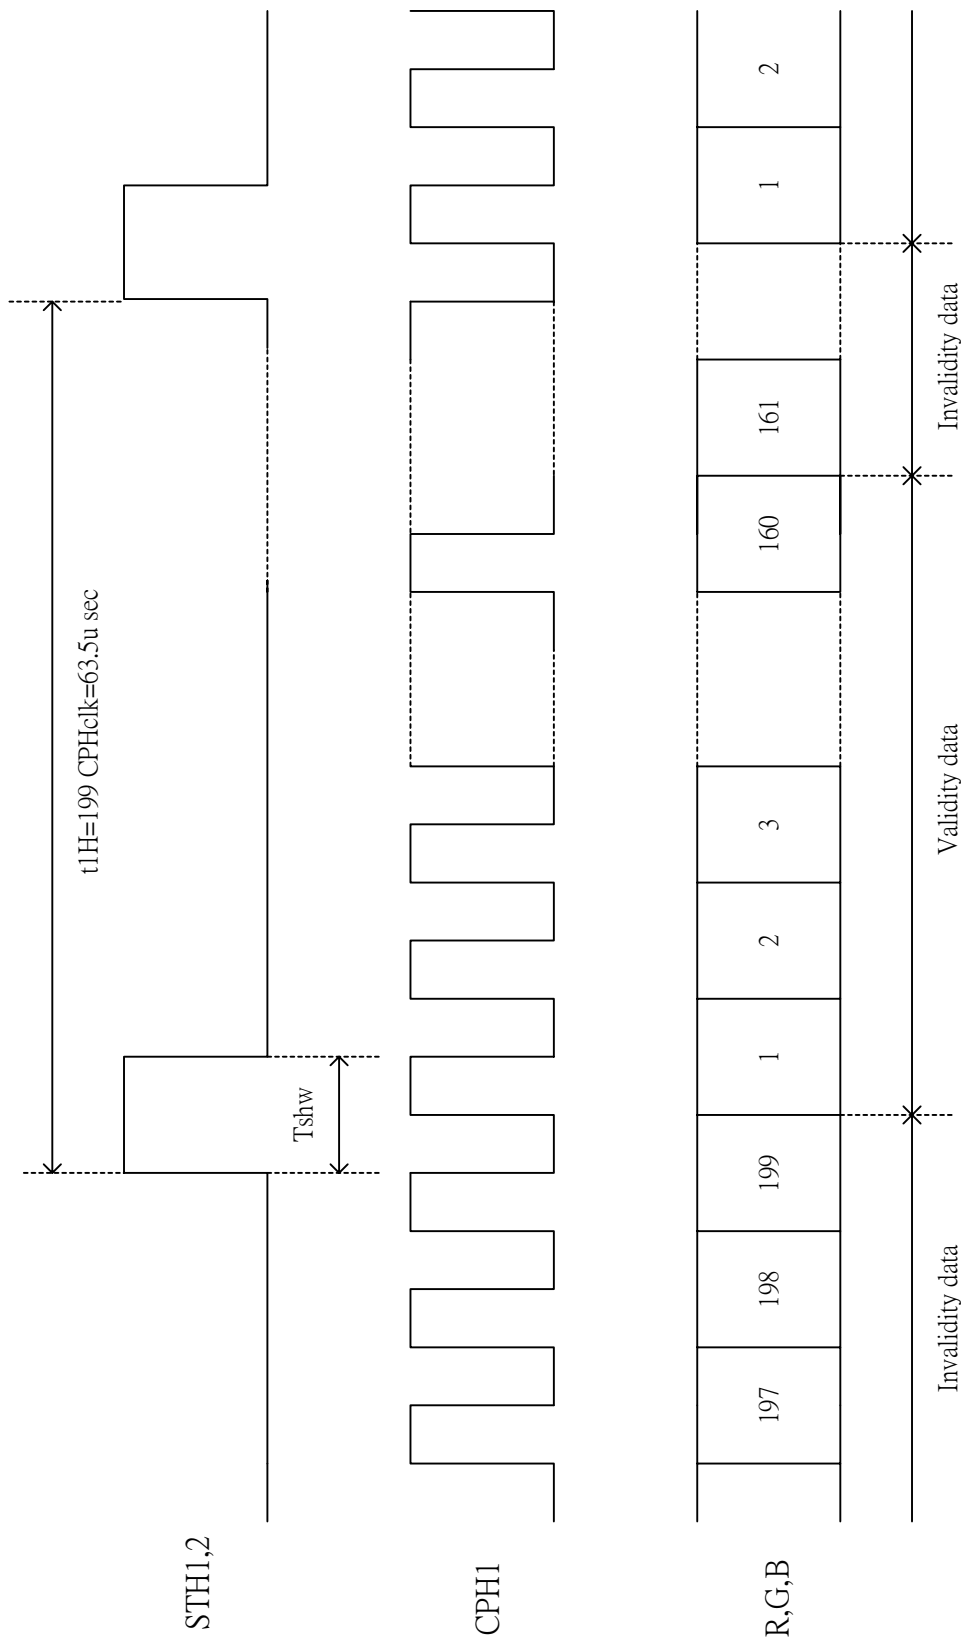 t1H=199 CPHclk=63.5u sec
STH1,2
Tshw
CPH1
R,G,B
197
198
199
1
2
3
160
161
1
2
Invalidity data
Validity data
Invalidity data